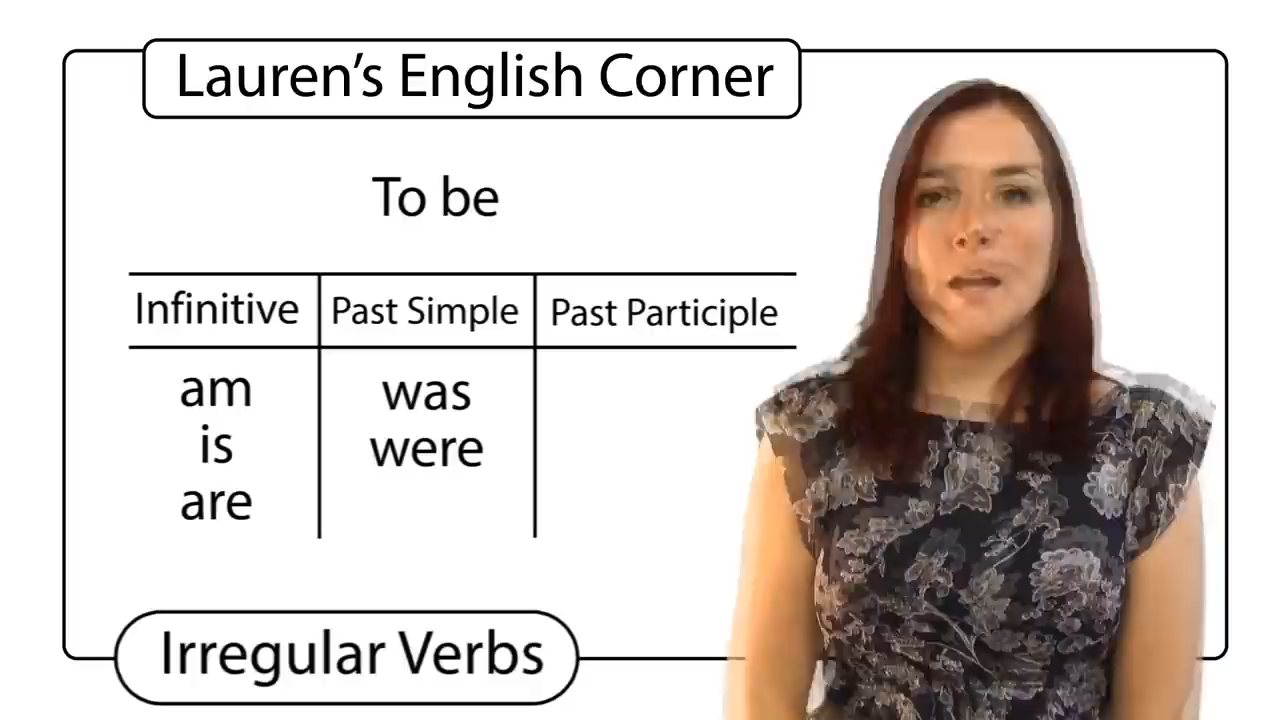 Lauren’s English Corner
To be
Infinitive Past Simple Past Participle
am was
is were
are
Irregular Verbs